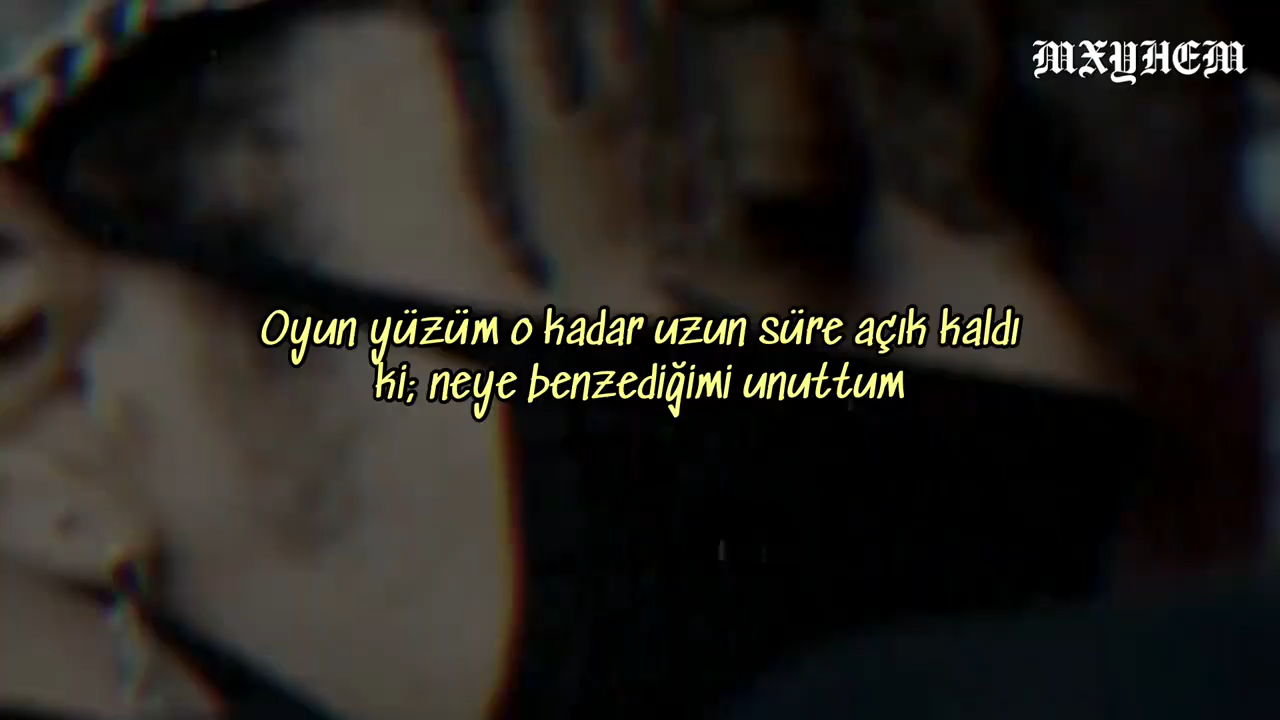 MXYHEM
Oyun yüzüm o kadar uzun süre açık kaldı
ki; neye benzediğimi unuttum